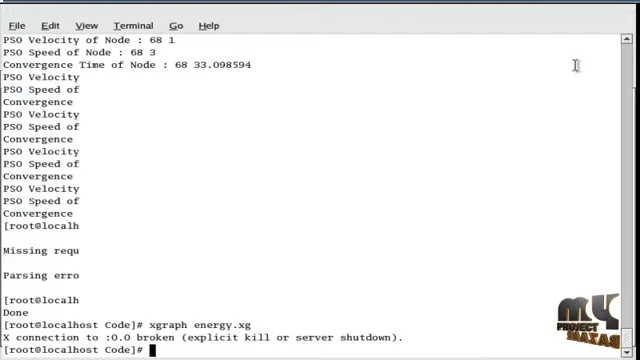 File Edit View Terminal Go Help
PSO Velocity of Node : 68 1
PSO Speed of Node : 68 3
Convergence Time of Node : 68 33.098594
PSO Velocity
PSO Speed of
Convergence
PSO Velocity
PSO Speed of
Convergence
PSO Velocity
PSO Speed of
Convergence
PSO Velocity
PSO Speed of
Convergence
[root@localh
Missing requ
Parsing erro
[root@localh
Done
[root@localhost Code]# xgraph energy.xg
X connection to :0.0 broken (explicit kill or server shutdown).
[root@localhost Code]#
MY
PROJECT
BAZAAR